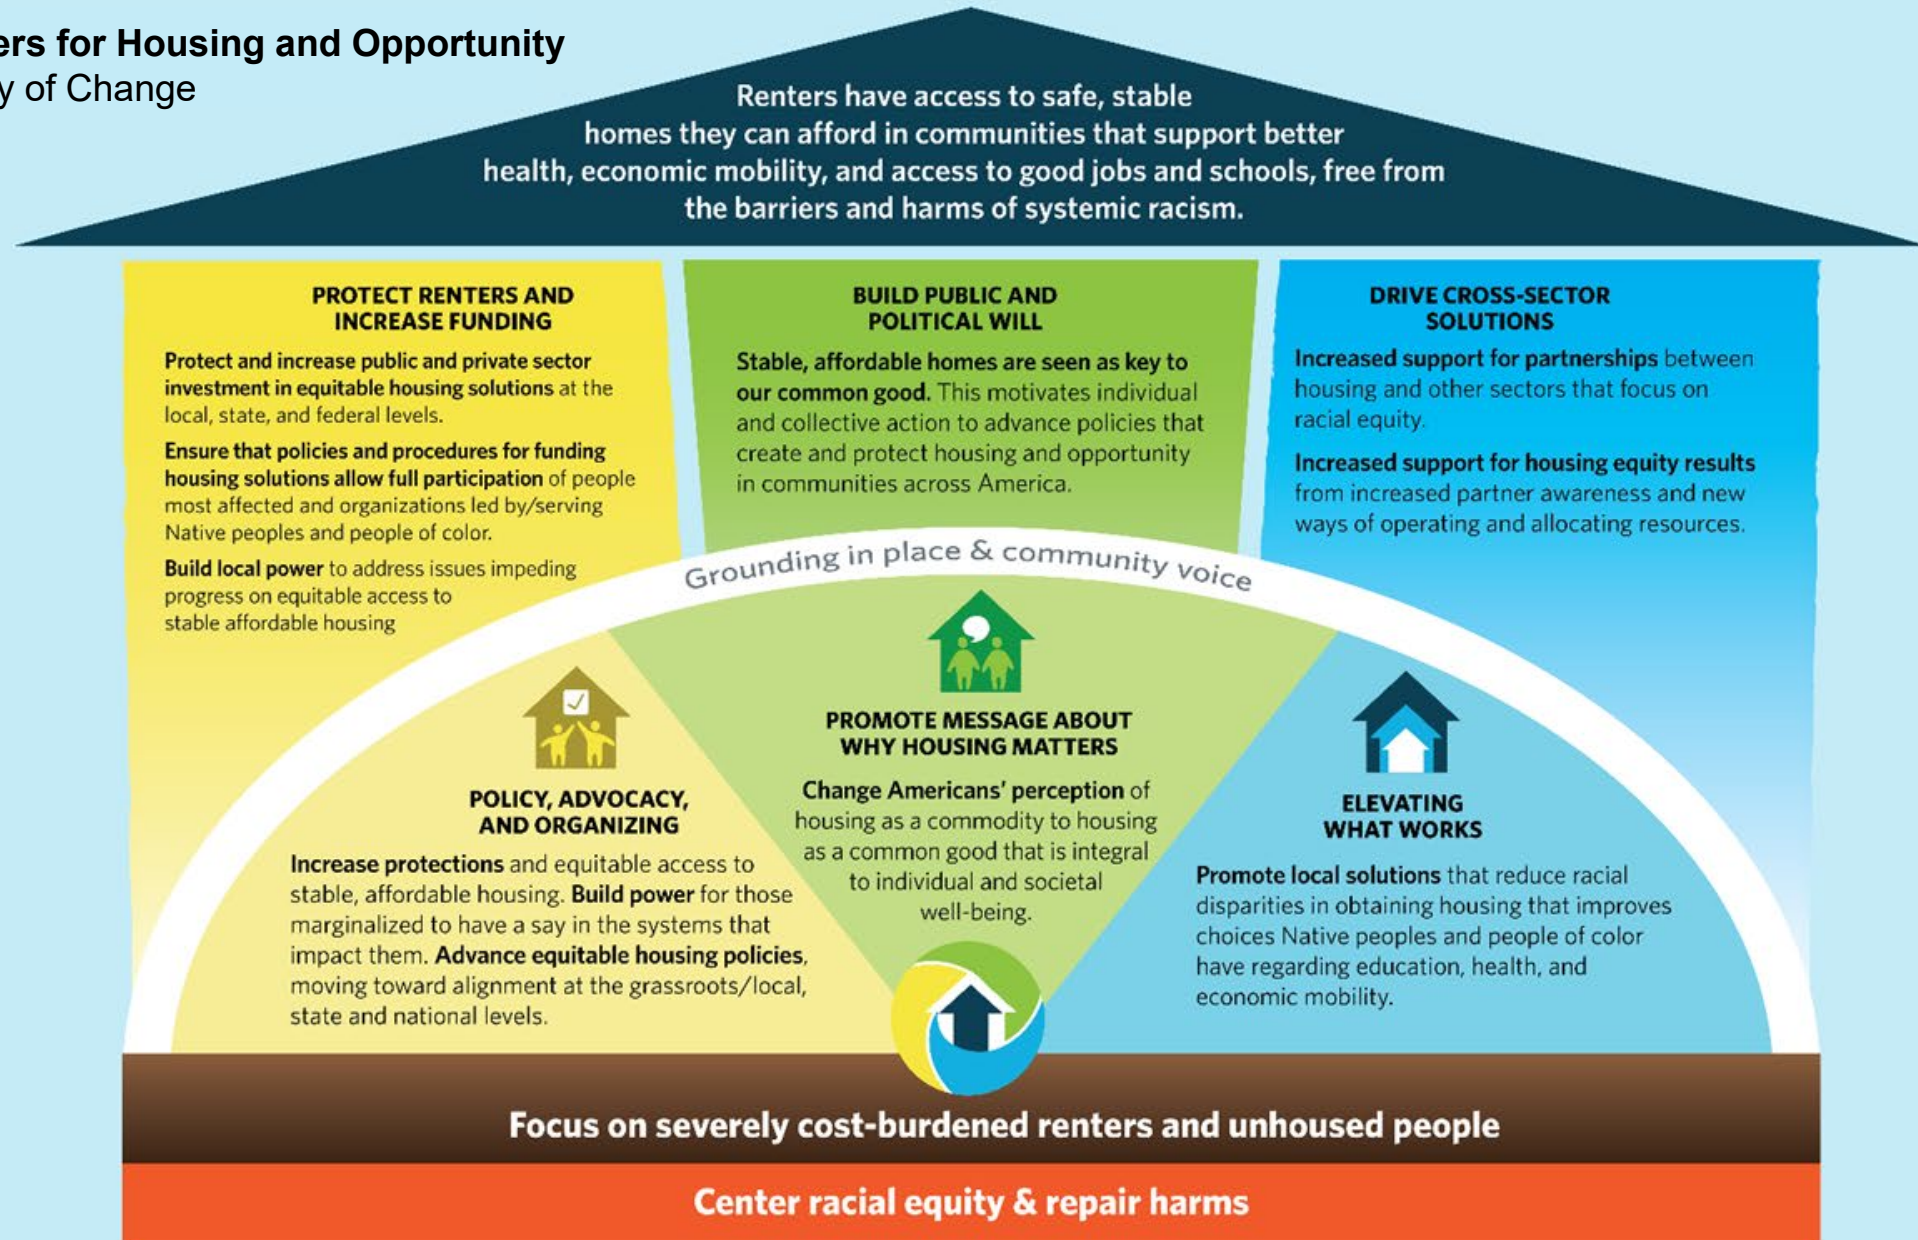 for Housing and Opportunity
of Change
Renters have access to safe, stable
homes they can afford in communities that support better
health, economic mobility, and access to good jobs and schools, free from
the barriers and harms of systemic racism.
PROTECT RENTERS AND
INCREASE FUNDING
Protect and increase public and private sector
investment in equitable housing solutions at the
local, state, and federal levels.
Ensure that policies and procedures for funding
housing solutions allow full participation of people
most affected and organizations led by/serving
Native peoples and people of color.
Build local power to address issues impeding
progress on equitable access to
stable affordable housing
BUILD PUBLIC AND
POLITICAL WILL
Stable, affordable homes are seen as key to
our common good. This motivates individual
and collective action to advance policies that
create and protect housing and opportunity
in communities across America.
DRIVE CROSS-SECTOR
SOLUTIONS
Increased support for partnerships between
housing and other sectors that focus on
racial equity.
Increased support for housing equity results
from increased partner awareness and new
ways of operating and allocating resources.
Grounding in place & community voice
POLICY, ADVOCACY,
AND ORGANIZING
Increase protections and equitable access to
stable, affordable housing. Build power for those
marginalized to have a say in the systems that
impact them. Advance equitable housing policies,
moving toward alignment at the grassroots/local,
state and national levels.
PROMOTE MESSAGE ABOUT
WHY HOUSING MATTERS
Change Americans' perception of
housing as a commodity to housing
as a common good that is integral
to individual and societal
well-being.
ELEVATING
WHAT WORKS
Promote local solutions that reduce racial
disparities in obtaining housing that improves
choices Native peoples and people of color
have regarding education, health, and
economic mobility.
Focus on severely cost-burdened renters and unhoused people
Center racial equity & repair harms